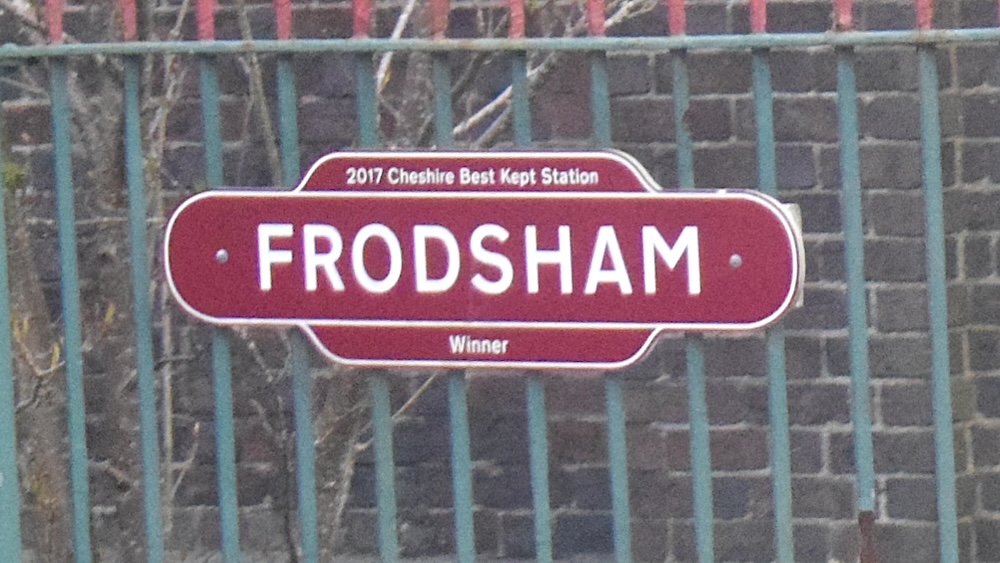 2017 Cheshire Best Kept Station
FRODSHAM
Winner